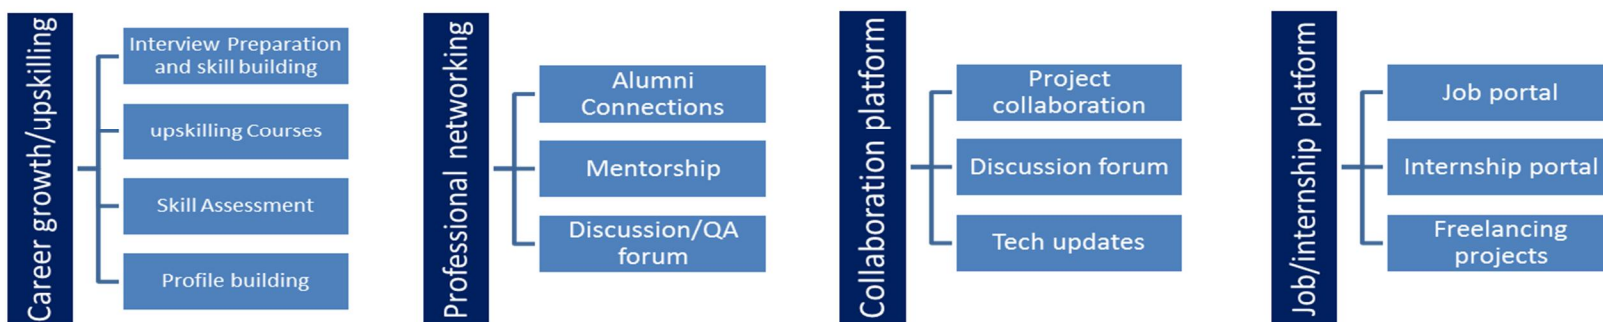 Career growth/upskilling
Interview Preparation
and skill building
upskilling Courses
Skill Assessment
Profile building
Professional networking
Alumni
Connections
Mentorship
Discussion/QA
forum
Collaboration platform
Project
collaboration
Discussion forum
Tech updates
Job/internship platform
Job portal
Internship portal
Freelancing
projects